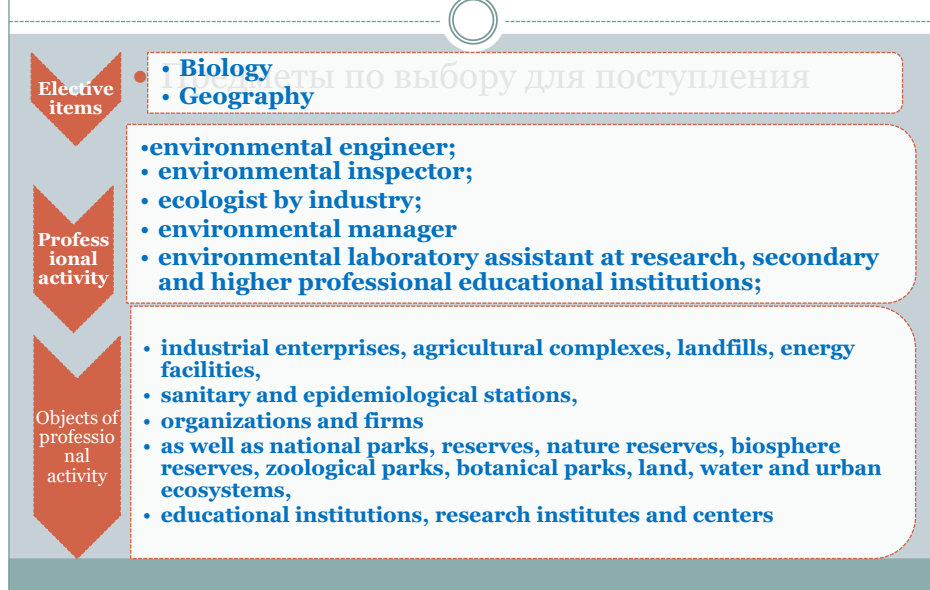 Предметы по выбору для поступления
Elective
items
• Biology
• Geography
Profess
ional
activity
•environmental engineer;
• environmental inspector;
• ecologist by industry;
• environmental manager
• environmental laboratory assistant at research, secondary
and higher professional educational institutions;
Objects of
professio
nal
activity
• industrial enterprises, agricultural complexes, landfills, energy
facilities,
• sanitary and epidemiological stations,
• organizations and firms
• as well as national parks, reserves, nature reserves, biosphere
reserves, zoological parks, botanical parks, land, water and urban
ecosystems,
• educational institutions, research institutes and centers